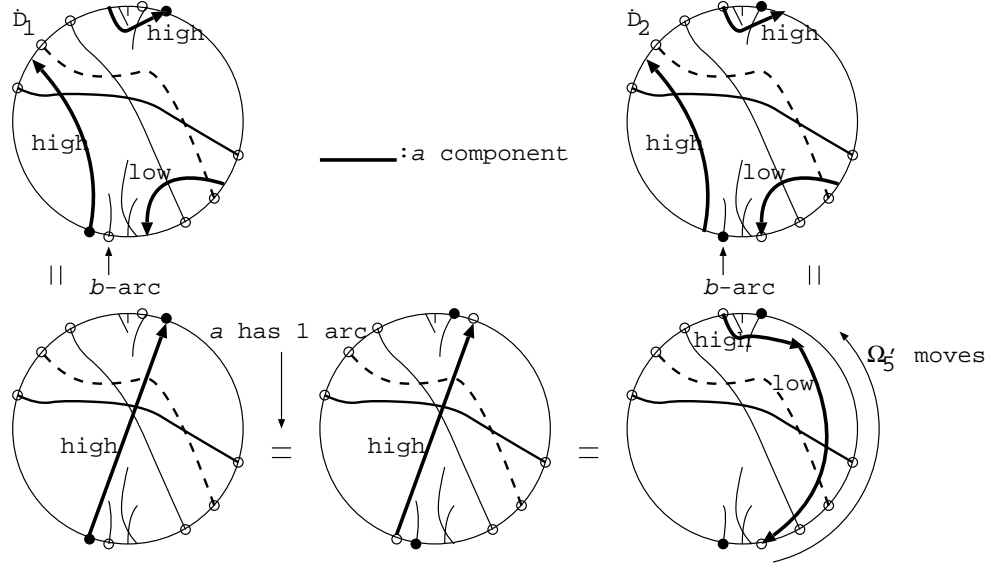 Ḋ1
high
high
low
b-arc
:a component
Ḋ2
high
high
low
b-arc
||
||
high
a has 1 arc
=
high
=
high
low
Ω5′ moves